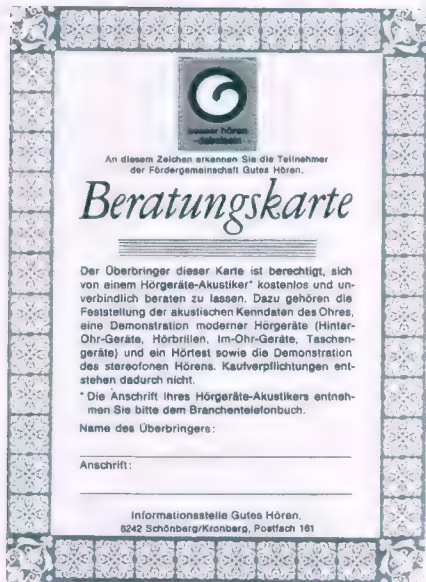 besser hören
-dabeisein
An diesem Zeichen erkennen Sie die Teilnehmer
der Fördergemeinschaft Gutes Hören.
Beratungskarte
Der Überbringer dieser Karte ist berechtigt, sich
von einem Hörgeräte-Akustiker* kostenlos und un-
verbindlich beraten zu lassen. Dazu gehören die
Feststellung der akustischen Kenndaten des Ohres,
eine Demonstration moderner Hörgeräte (Hinter-
Ohr-Geräte, Hörbrillen, Im-Ohr-Geräte, Taschen-
geräte) und ein Hörtest sowie die Demonstration
des stereofonen Hörens. Kaufverpflichtungen ent-
stehen dadurch nicht.
* Die Anschrift Ihres Hörgeräte-Akustikers entneh-
men Sie bitte dem Branchentelefonbuch.
Name des Überbringers:
Anschrift:
Informationsstelle Gutes Hören,
6242 Schönberg/Kronberg, Postfach 161